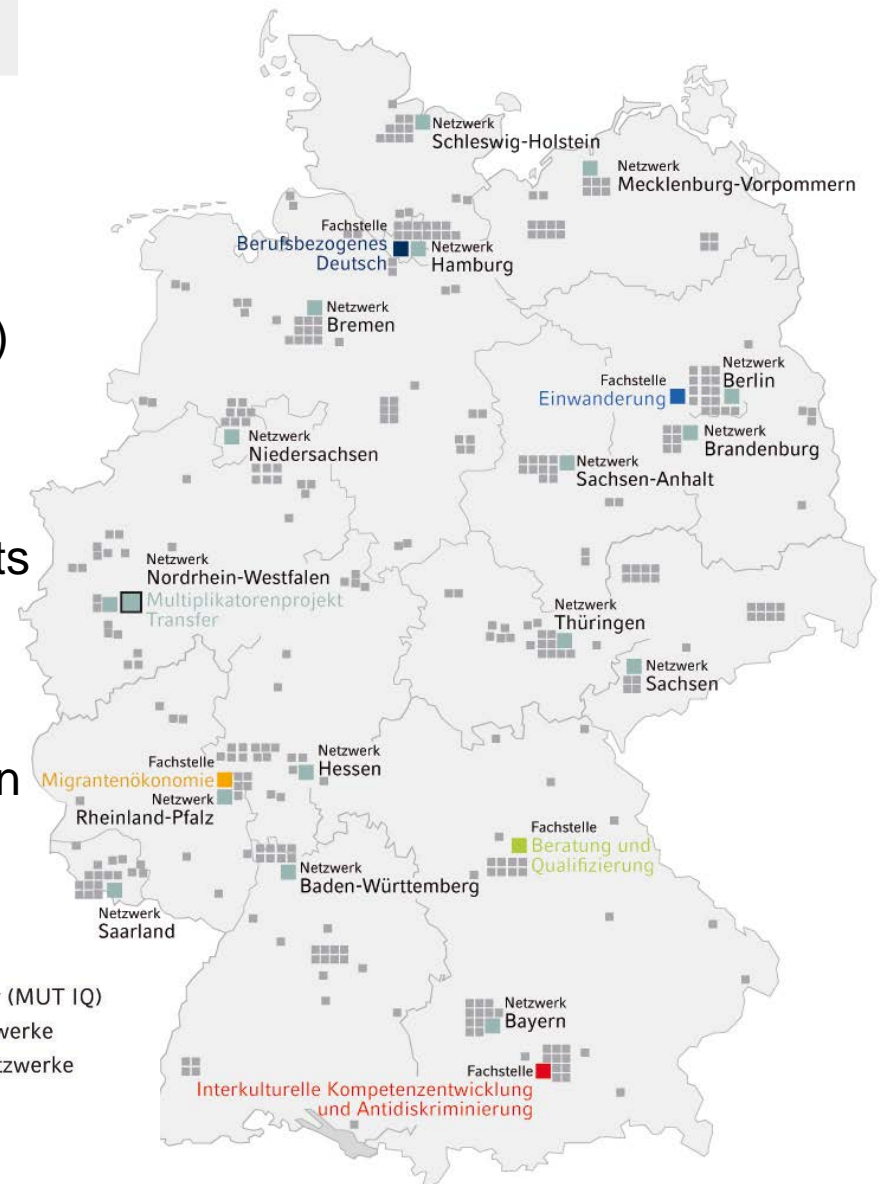 Netzwerk
Schleswig-Holstein
Netzwerk
Mecklenburg-Vorpommern
Fachstelle
Berufsbezogenes
Deutsch
Netzwerk
Hamburg
Netzwerk
Bremen
)
Netzwerk
Berlin
Fachstelle
Einwanderung
Netzwerk
Brandenburg
Netzwerk
Niedersachsen
Netzwerk
Sachsen-Anhalt
ts
Netzwerk
Nordrhein-Westfalen
Multiplikatorenprojekt
Transfer
Netzwerk
Thüringen
Netzwerk
Sachsen
n
Fachstelle
Migrantenökonomie
Netzwerk
Rheinland-Pfalz
Netzwerk
Hessen
Fachstelle
Beratung und
Qualifizierung
Netzwerk
Baden-Württemberg
Netzwerk
Saarland
(MUT IQ)
werke
tzwerke
Netzwerk
Bayern
Fachstelle
Interkulturelle Kompetenzentwicklung
und Antidiskriminierung